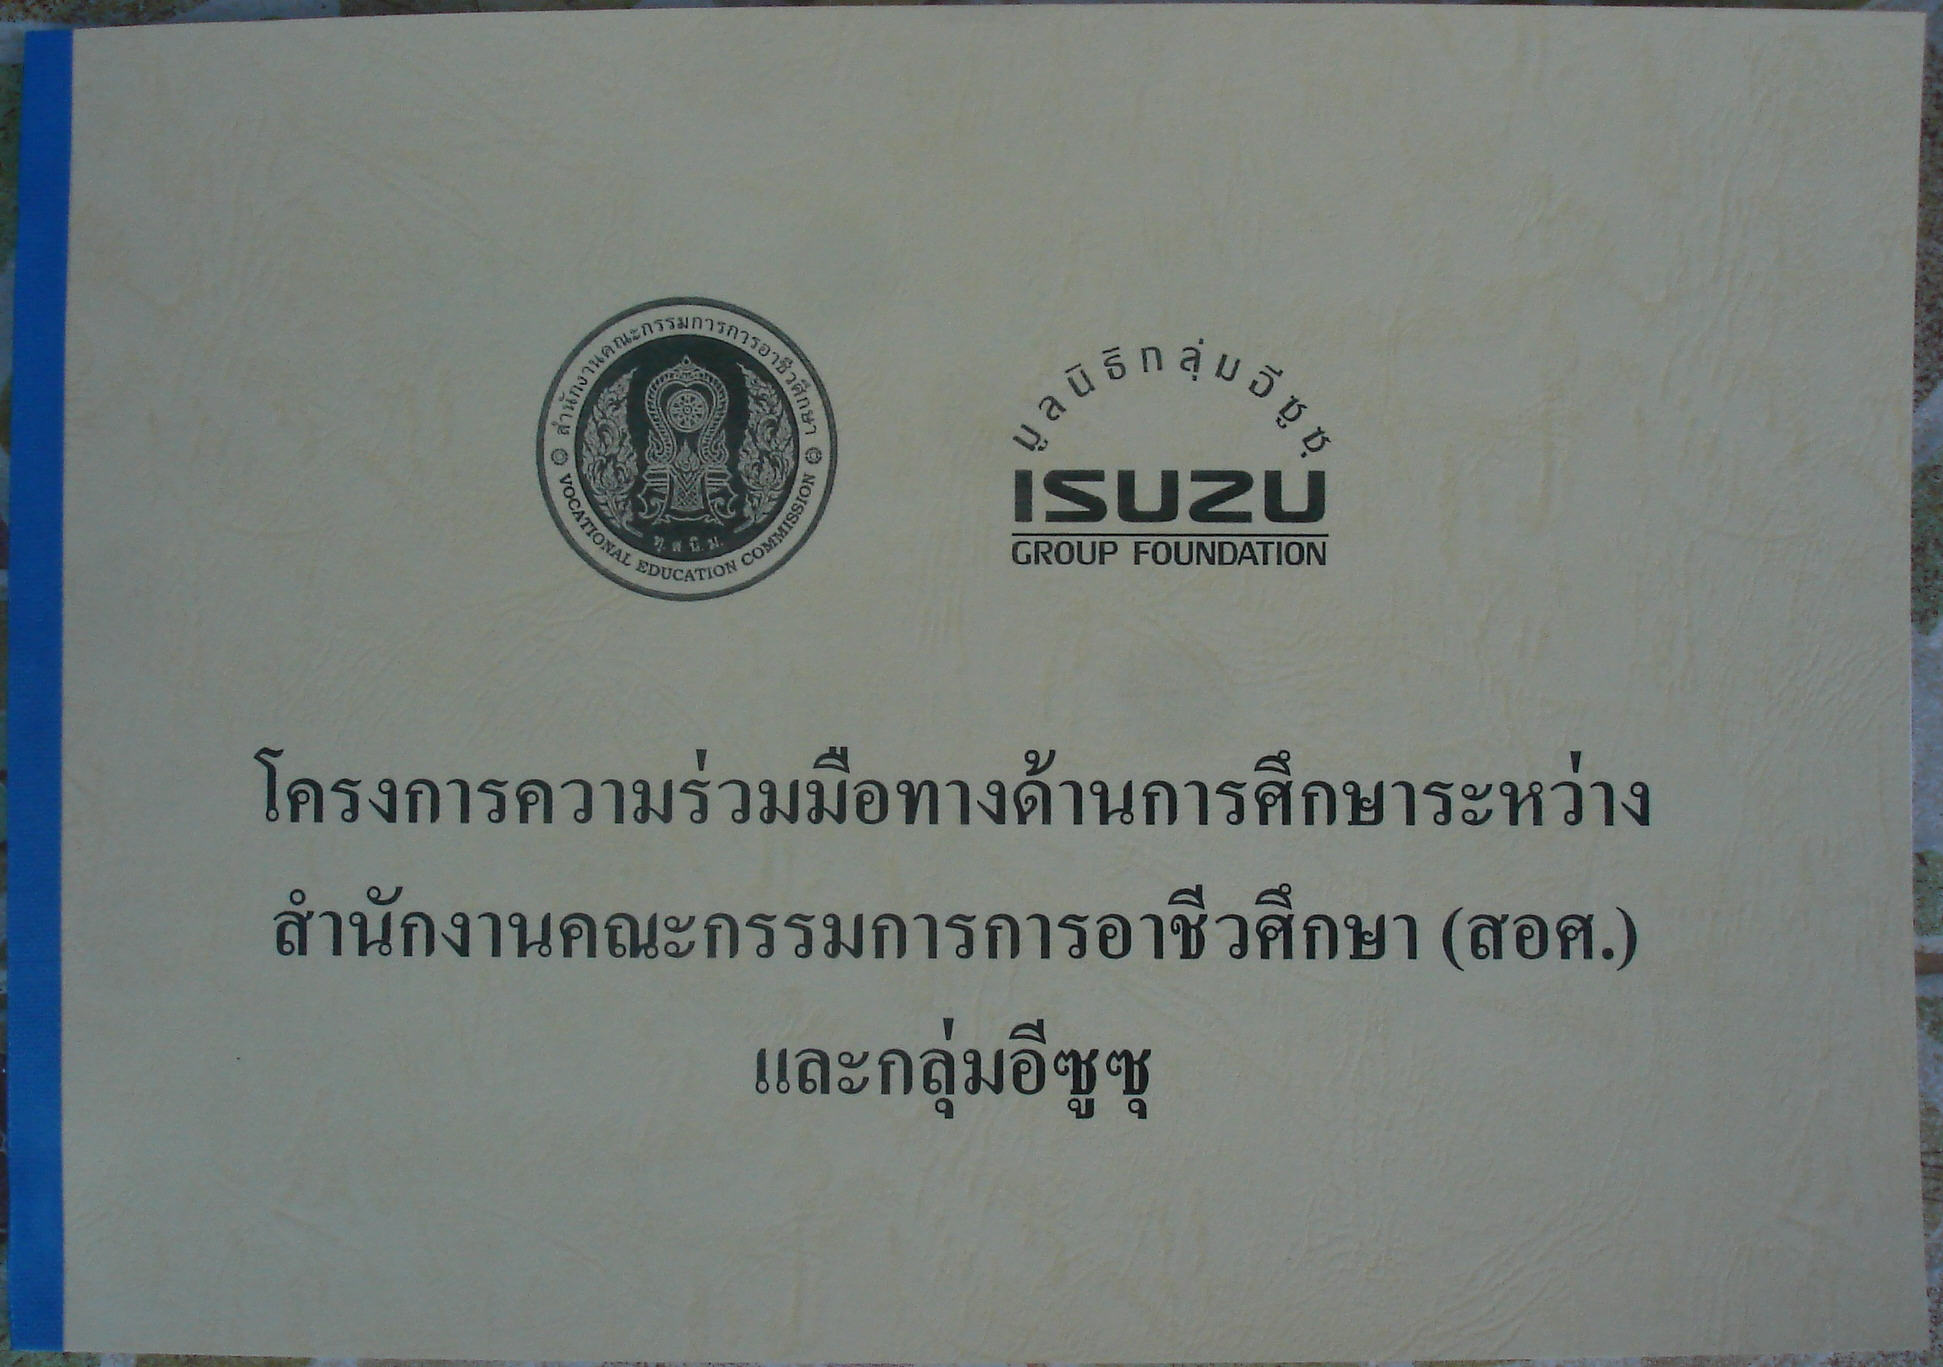 สำนักงานคณะกรรมการการอาชีวศึกษา
ทุ. ส. นิ. ม.
VOCATIONAL EDUCATION COMMISSION
มูลนิธิกลุ่มอีซูซุ
ISUZU
GROUP FOUNDATION
โครงการความร่วมมือทางด้านการศึกษาระหว่าง
สำนักงานคณะกรรมการการอาชีวศึกษา (สอศ.)
และกลุ่มอีซูซุ